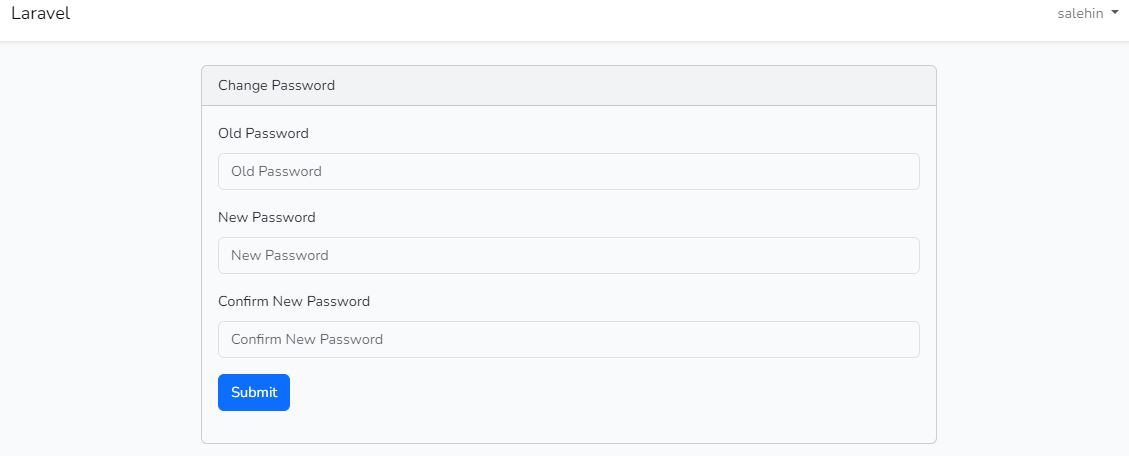 Laravel
salehin
Change Password
Old Password
Old Password
New Password
New Password
Confirm New Password
Confirm New Password
Submit